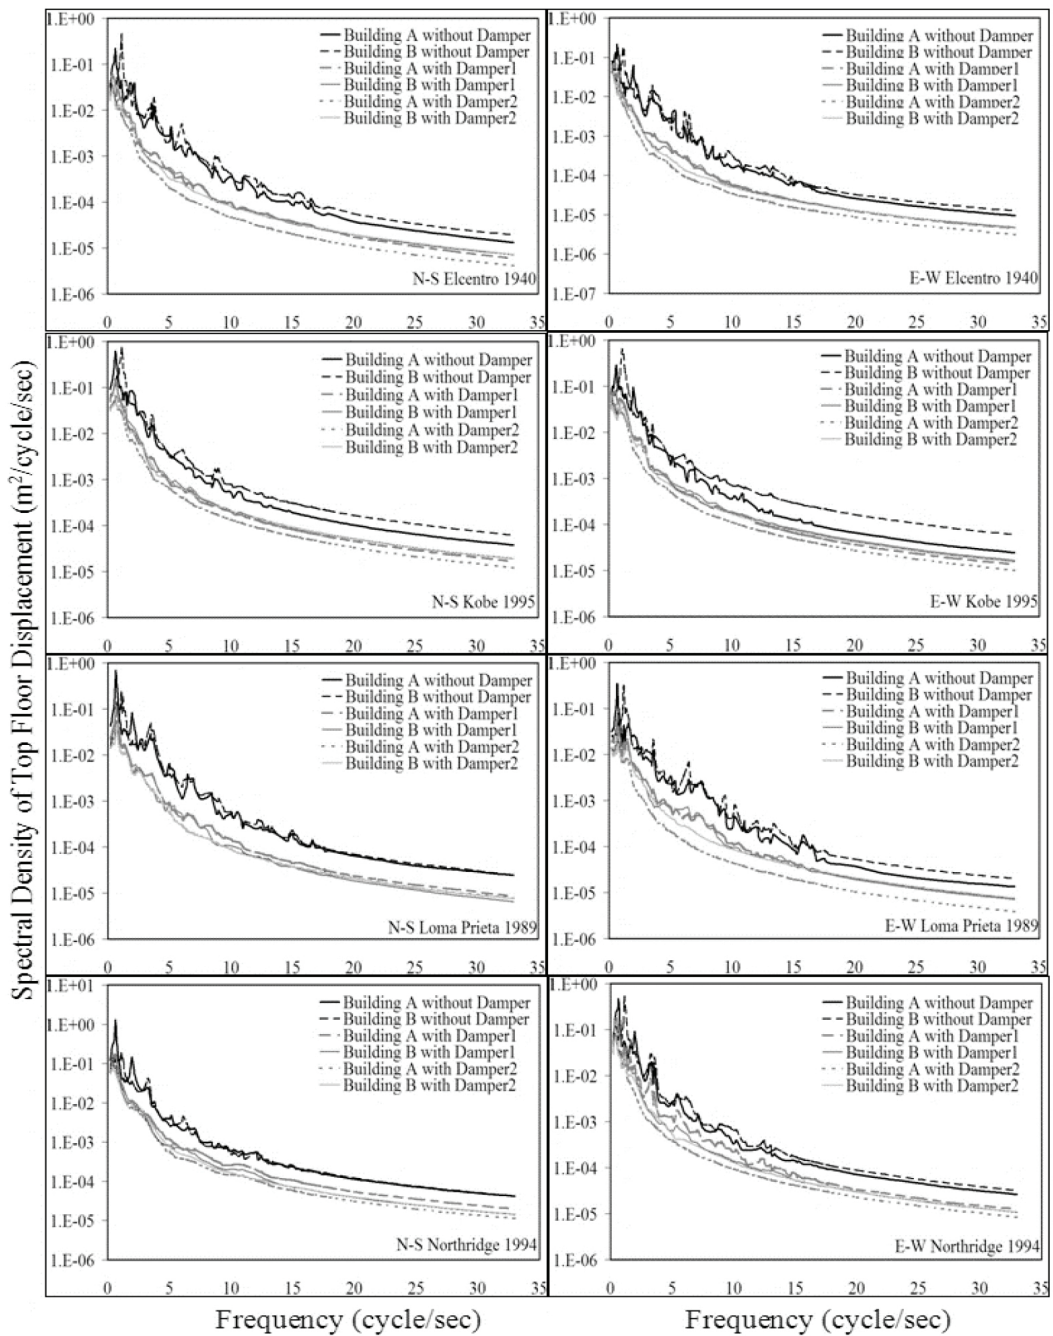 Spectral Density of Top Floor Displacement (m²/cycle/sec)
1.E+00
1.E-01
1.E-02
1.E-03
1.E-04
1.E-05
1.E-06
Building A without Damper
Building B without Damper
Building A with Damper1
Building B with Damper1
Building A with Damper2
Building B with Damper2
N-S Elcentro 1940
0 5 10 15 20 25 30 35
1.E+00
1.E-01
1.E-02
1.E-03
1.E-04
1.E-05
1.E-06
1.E-07
Building A without Damper
Building B without Damper
Building A with Damper1
Building B with Damper1
Building A with Damper2
Building B with Damper2
E-W Elcentro 1940
0 5 10 15 20 25 30 35
1.E+00
1.E-01
1.E-02
1.E-03
1.E-04
1.E-05
1.E-06
Building A without Damper
Building B without Damper
Building A with Damper1
Building B with Damper1
Building A with Damper2
Building B with Damper2
N-S Kobe 1995
0 5 10 15 20 25 30 35
1.E+00
1.E-01
1.E-02
1.E-03
1.E-04
1.E-05
1.E-06
Building A without Damper
Building B without Damper
Building A with Damper1
Building B with Damper1
Building A with Damper2
Building B with Damper2
E-W Kobe 1995
0 5 10 15 20 25 30 35
1.E+00
1.E-01
1.E-02
1.E-03
1.E-04
1.E-05
1.E-06
Building A without Damper
Building B without Damper
Building A with Damper1
Building B with Damper1
Building A with Damper2
Building B with Damper2
N-S Loma Prieta 1989
0 5 10 15 20 25 30 35
1.E+00
1.E-01
1.E-02
1.E-03
1.E-04
1.E-05
1.E-06
Building A without Damper
Building B without Damper
Building A with Damper1
Building B with Damper1
Building A with Damper2
Building B with Damper2
E-W Loma Prieta 1989
0 5 10 15 20 25 30 35
1.E+01
1.E+00
1.E-01
1.E-02
1.E-03
1.E-04
1.E-05
1.E-06
Building A without Damper
Building B without Damper
Building A with Damper1
Building B with Damper1
Building A with Damper2
Building B with Damper2
N-S Northridge 1994
0 5 10 15 20 25 30 35
1.E+00
1.E-01
1.E-02
1.E-03
1.E-04
1.E-05
1.E-06
Building A without Damper
Building B without Damper
Building A with Damper1
Building B with Damper1
Building A with Damper2
Building B with Damper2
E-W Northridge 1994
0 5 10 15 20 25 30 35
Frequency (cycle/sec)
Frequency (cycle/sec)